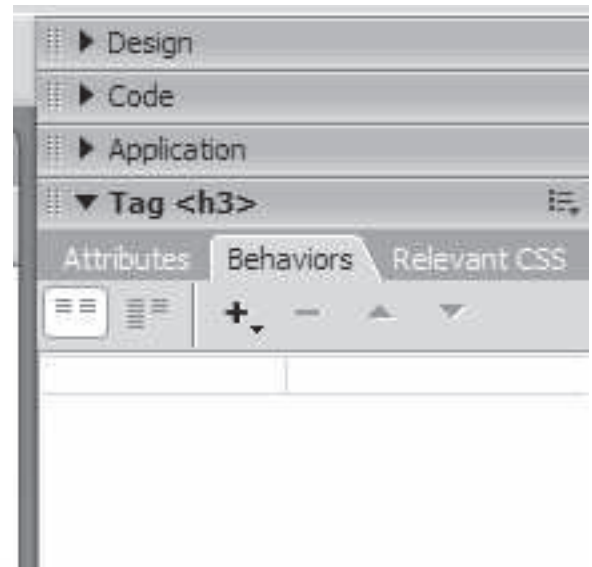 Design
Code
Application
Tag <h3>
Attributes Behaviors Relevant CSS